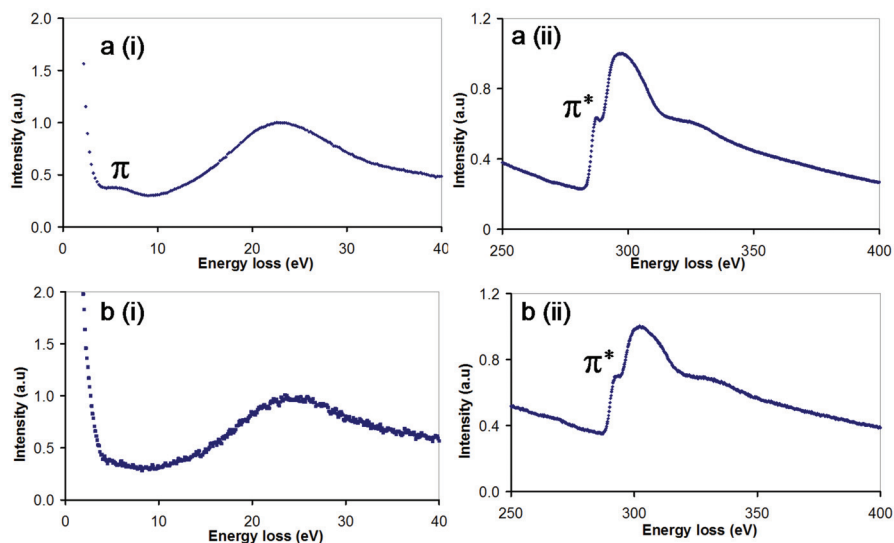 a (i)
2.0
1.5
1.0
0.5
0.0
π
0
10
20
30
40
Intensity (a.u)
Energy loss (eV)
a (ii)
1.2
0.8
0.4
0
π*
250
300
350
400
Intensity (a.u)
Energy loss (eV)
b (i)
2.0
1.5
1.0
0.5
0.0
0
10
20
30
40
Intensity (a.u)
Energy loss (eV)
b (ii)
1.2
0.8
0.4
0.0
π*
250
300
350
400
Intensity (a.u)
Energy loss (eV)